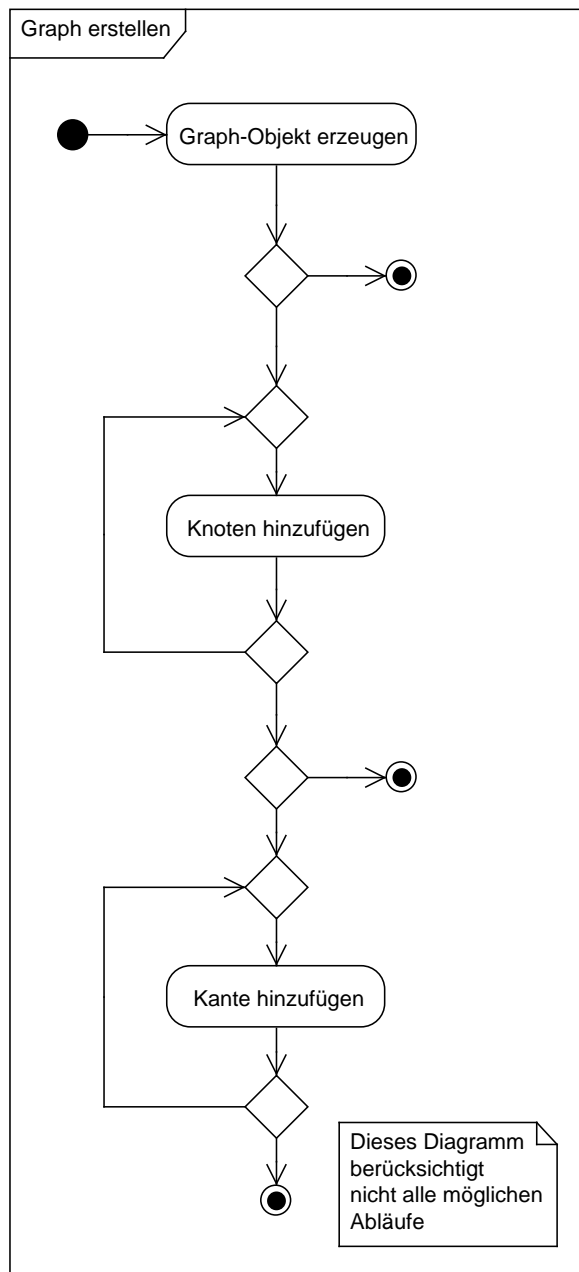 Graph erstellen
Graph-Objekt erzeugen
Knoten hinzufügen
Kante hinzufügen
Dieses Diagramm
berücksichtigt
nicht alle möglichen
Abläufe